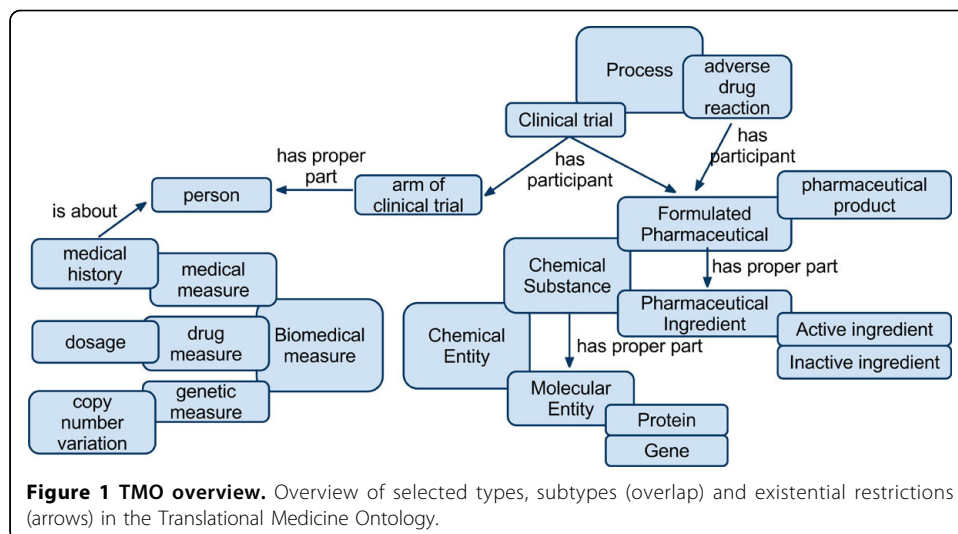 Process
adverse
drug
reaction
Clinical trial
has
participant
has
participant
has proper
part
arm of
clinical trial
person
is about
pharmaceutical
product
Formulated
Pharmaceutical
medical
history
medical
measure
Chemical
Substance
has proper part
Pharmaceutical
Ingredient
Active ingredient
Inactive ingredient
dosage
drug
measure
Biomedical
measure
Chemical
Entity
has proper part
copy
number
variation
genetic
measure
Molecular
Entity
Protein
Gene
Figure 1 TMO overview. Overview of selected types, subtypes (overlap) and existential restrictions
(arrows) in the Translational Medicine Ontology.